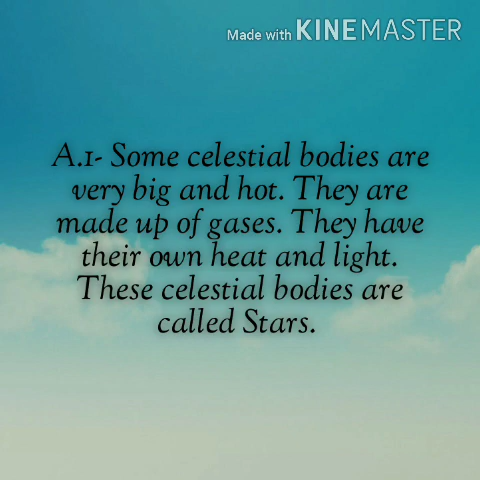 Made with KINEMASTER
A.1- Some celestial bodies are
very big and hot. They are
made up of gases. They have
their own heat and light.
These celestial bodies are
called Stars.